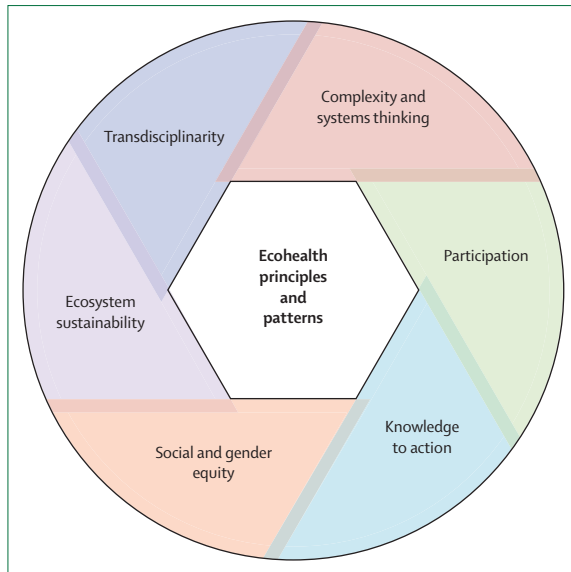 Complexity and
systems thinking
Transdisciplinarity
Participation
Ecohealth
principles
and
patterns
Ecosystem
sustainability
Knowledge
to action
Social and gender
equity